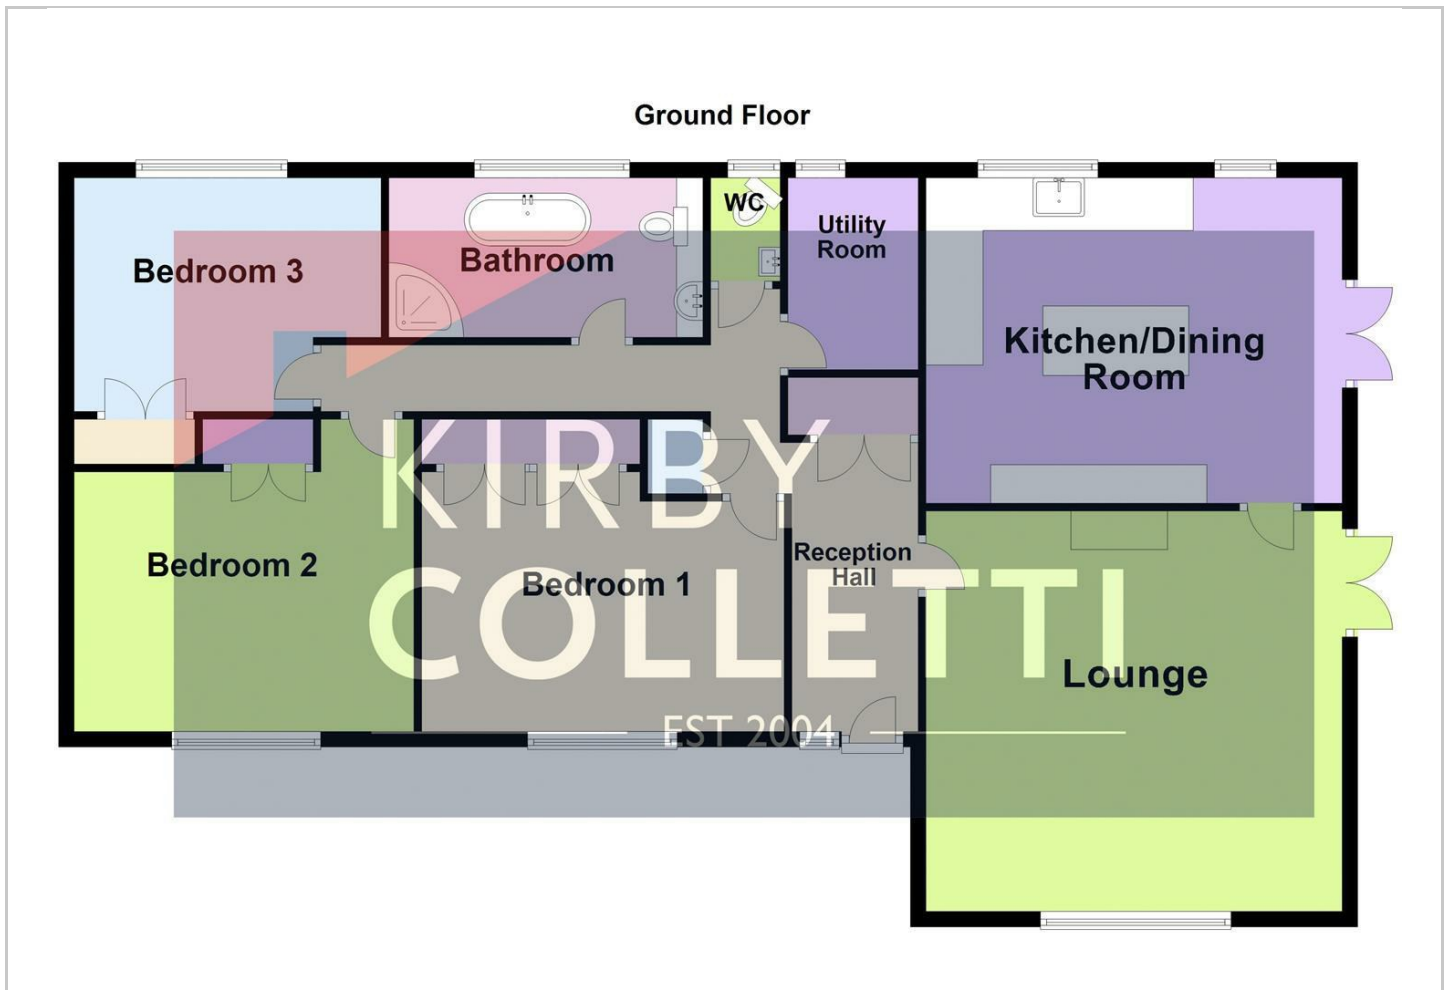 Ground Floor
Bedroom 3
Bathroom
WC
Utility
Room
Kitchen/Dining
Room
KIRBY
COLLETTI
EST 2004
Bedroom 2
Bedroom 1
Reception
Hall
Lounge